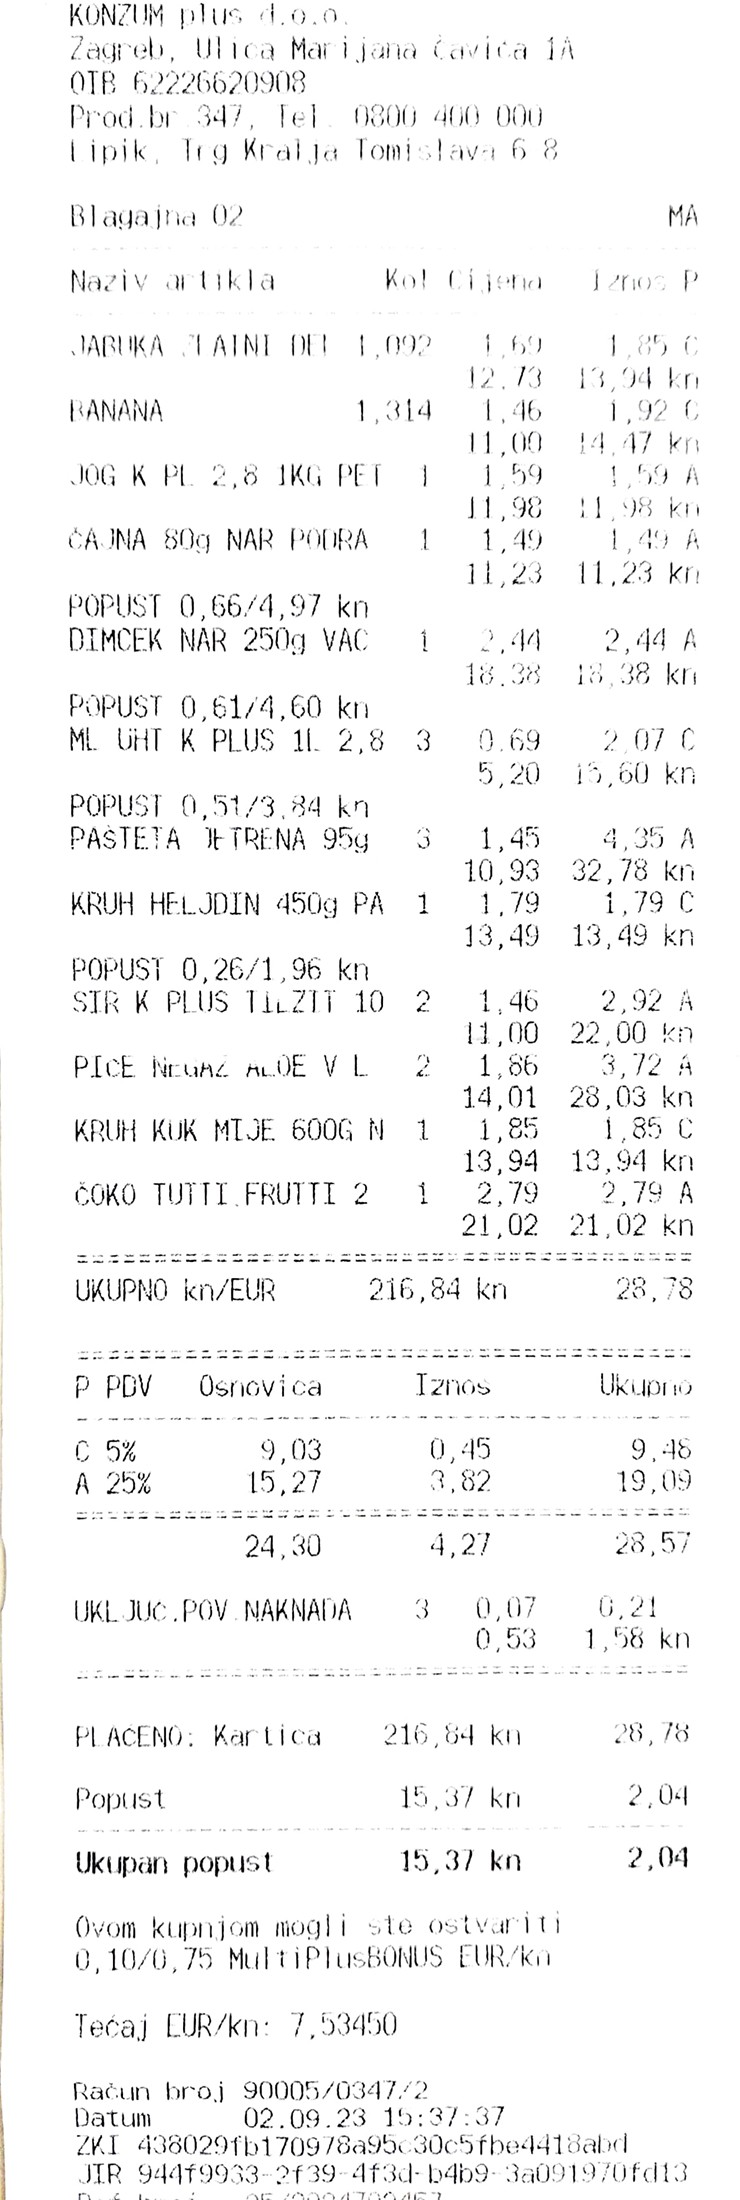 KONZUM plus d.o.o.
Zagreb, Ulica Marijana Čavića 1A
OIB 62226620908
Prod.br 347, Tel. 0800 400 000
Lipik, Trg Kralja Tomislava 6 8
Blagajna 02 MA
Naziv artikla Kol Cijena Iznos P
JABUKA ZLATNI DEL 1,092 1,69 1,85 C
12,73 13,94 kn
BANANA 1,314 1,46 1,92 C
11,00 14,47 kn
JOG K PL 2,8 1KG PET 1 1,59 1,59 A
11,98 11,98 kn
ČAJNA 80g NAR PODRA 1 1,49 1,49 A
11,23 11,23 kn
POPUST 0,66/4,97 kn
DIMCEK NAR 250g VAC 1 2,44 2,44 A
18,38 18,38 kn
POPUST 0,61/4,60 kn
ML UHT K PLUS 1L 2,8 3 0,69 2,07 C
5,20 15,60 kn
POPUST 0,51/3,84 kn
PAŠTETA JETRENA 95g 3 1,45 4,35 A
10,93 32,78 kn
KRUH HELJDIN 450g PA 1 1,79 1,79 C
13,49 13,49 kn
POPUST 0,26/1,96 kn
SIR K PLUS TILZIT 10 2 1,46 2,92 A
11,00 22,00 kn
PIĆE NEGAZ ALOE V L 2 1,86 3,72 A
14,01 28,03 kn
KRUH KUK MIJE 600G N 1 1,85 1,85 C
13,94 13,94 kn
ČOKO TUTTI FRUTTI 2 1 2,79 2,79 A
21,02 21,02 kn
UKUPNO kn/EUR 216,84 kn 28,78
P PDV Osnovica Iznos Ukupno
C 5% 9,03 0,45 9,48
A 25% 15,27 3,82 19,09
24,30 4,27 28,57
UKLJUČ.POV.NAKNADA 3 0,07 0,21
0,53 1,58 kn
PLAĆENO: Kartica 216,84 kn 28,78
Popust 15,37 kn 2,04
Ukupan popust 15,37 kn 2,04
Ovom kupnjom mogli ste ostvariti
0,10/0,75 MultiPlusBONUS EUR/kn
Tečaj EUR/kn: 7,53450
Račun broj 90005/0347/2
Datum 02.09.23 15:37:37
ZKI 438029fb170978a95c30c5fbe4418abd
JIR 944f9933-2f39-4f3d-b4b9-3a091970fd13